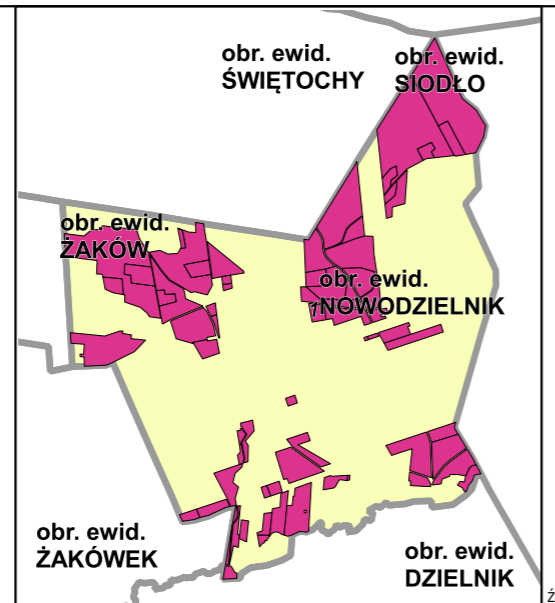 obr. ewid.
ŚWIĘTOCHY
obr. ewid.
SIODŁO
obr. ewid.
ŻAKÓW
obr. ewid.
NOWODZIELNIK
obr. ewid.
ŻAKÓWEK
obr. ewid.
DZIELNIK